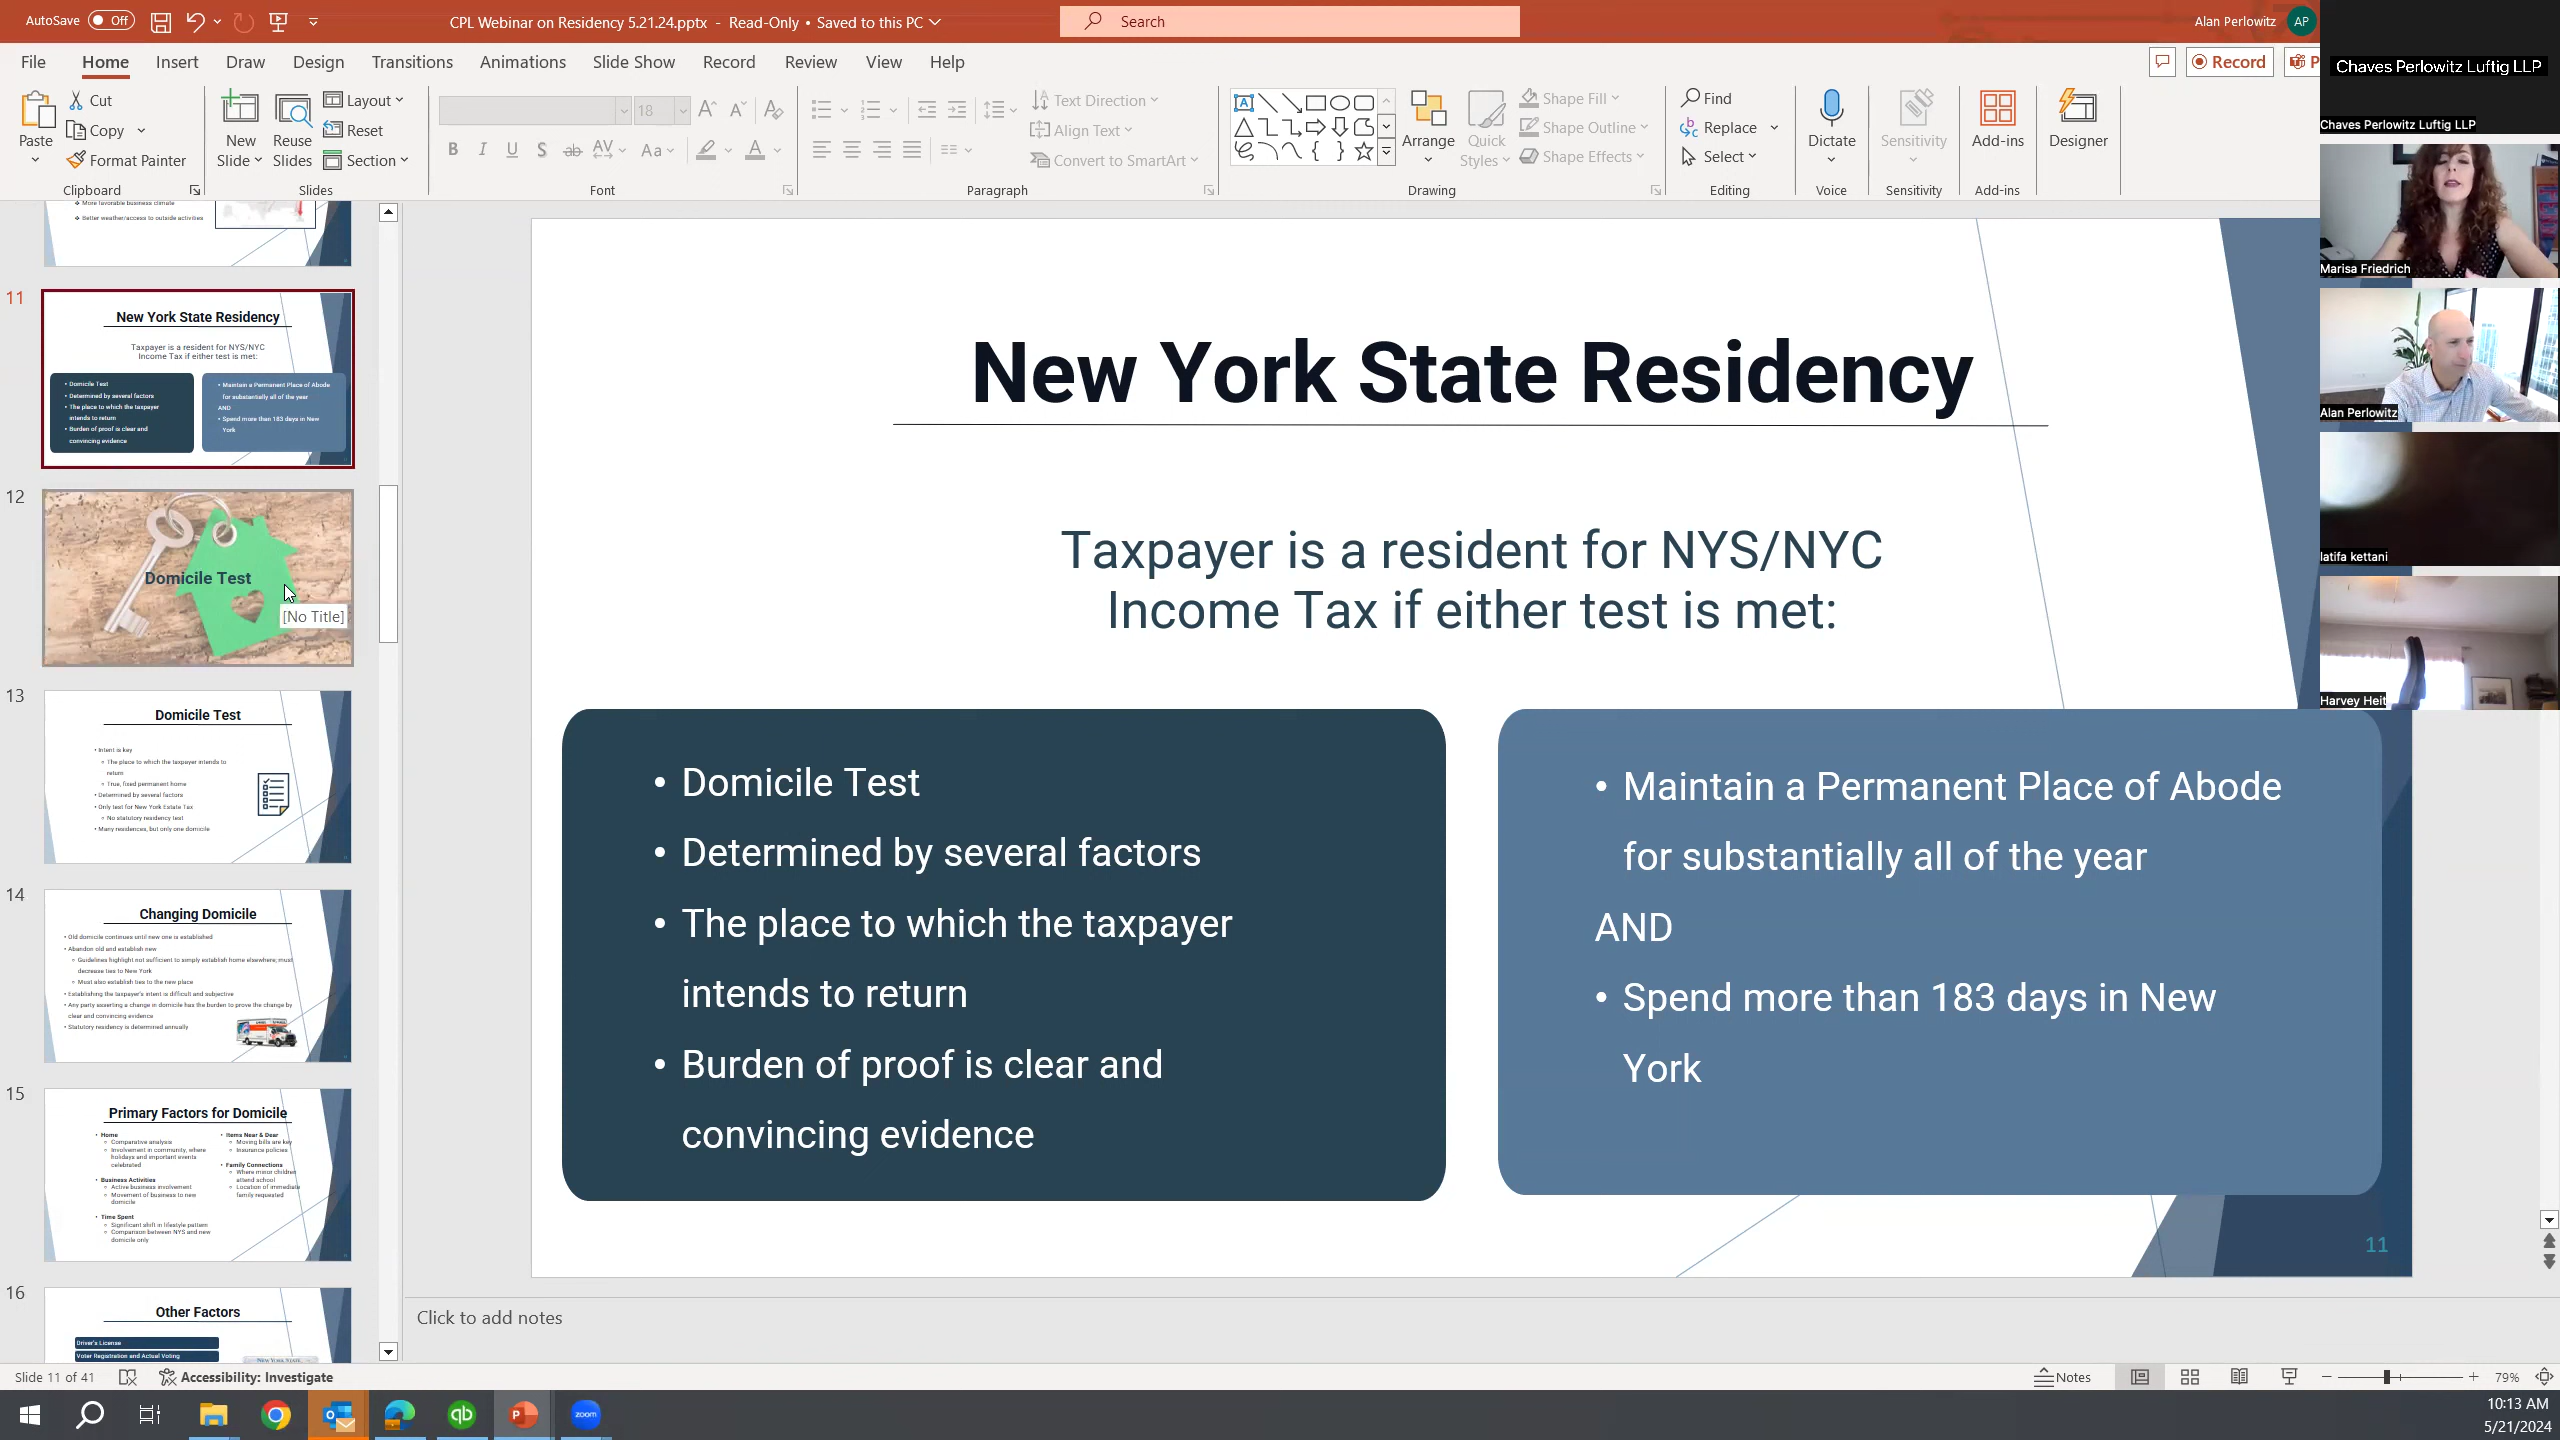 AutoSave Off
CPL Webinar on Residency 5.21.24.pptx - Read-Only • Saved to this PC
Search
Alan Perlowitz AP
File Home Insert Draw Design Transitions Animations Slide Show Record Review View Help
Record
Paste
Cut
Copy
Format Painter
Clipboard
New
Slide
Reuse
Slides
Layout
Reset
Section
Slides
18
B I U S ab AV Aa A
Font
Text Direction
Align Text
Convert to SmartArt
Paragraph
Arrange
Quick
Styles
Shape Fill
Shape Outline
Shape Effects
Drawing
Find
Replace
Select
Editing
Dictate
Voice
Sensitivity
Sensitivity
Add-ins
Add-ins
Designer
Chaves Perlowitz Luftig LLP
Chaves Perlowitz Luftig LLP
Marisa Friedrich
Alan Perlowitz
latifa kettani
Harvey Heit
More favorable business climate
Better weather/access to outside activities
11
New York State Residency
Taxpayer is a resident for NYS/NYC
Income Tax if either test is met:
• Domicile Test
• Determined by several factors
• The place to which the taxpayer
intends to return
• Burden of proof is clear and
convincing evidence
• Maintain a Permanent Place of Abode
for substantially all of the year
AND
• Spend more than 183 days in New
York
12
Domicile Test
[No Title]
13
Domicile Test
• Intent is key
The place to which the taxpayer intends to
return
True, fixed permanent home
• Determined by several factors
• Only test for New York Estate Tax
No statutory residency test
• Many residences, but only one domicile
14
Changing Domicile
• Old domicile continues until new one is established
• Abandon old and establish new
Guidelines highlight not sufficient to simply establish home elsewhere; must
decrease ties to New York
Must also establish ties to the new place
• Establishing the taxpayer's intent is difficult and subjective
• Any party asserting a change in domicile has the burden to prove the change by
clear and convincing evidence
• Statutory residency is determined annually
15
Primary Factors for Domicile
• Home
Comparative analysis
Involvement in community, where
holidays and important events
celebrated
• Business Activities
Active business involvement
Movement of business to new
domicile
• Time Spent
Significant shift in lifestyle pattern
Comparison between NYS and new
domicile only
• Items Near & Dear
Moving bills are key
Insurance policies
• Family Connections
Where minor children
attend school
Location of immediate
family requested
16
Other Factors
Driver's License
Voter Registration and Actual Voting
NEW YORK STATE
New York State Residency
Taxpayer is a resident for NYS/NYC
Income Tax if either test is met:
• Domicile Test
• Determined by several factors
• The place to which the taxpayer
intends to return
• Burden of proof is clear and
convincing evidence
• Maintain a Permanent Place of Abode
for substantially all of the year
AND
• Spend more than 183 days in New
York
11
Click to add notes
Slide 11 of 41
Accessibility: Investigate
Notes
79%
zoom
10:13 AM
5/21/2024